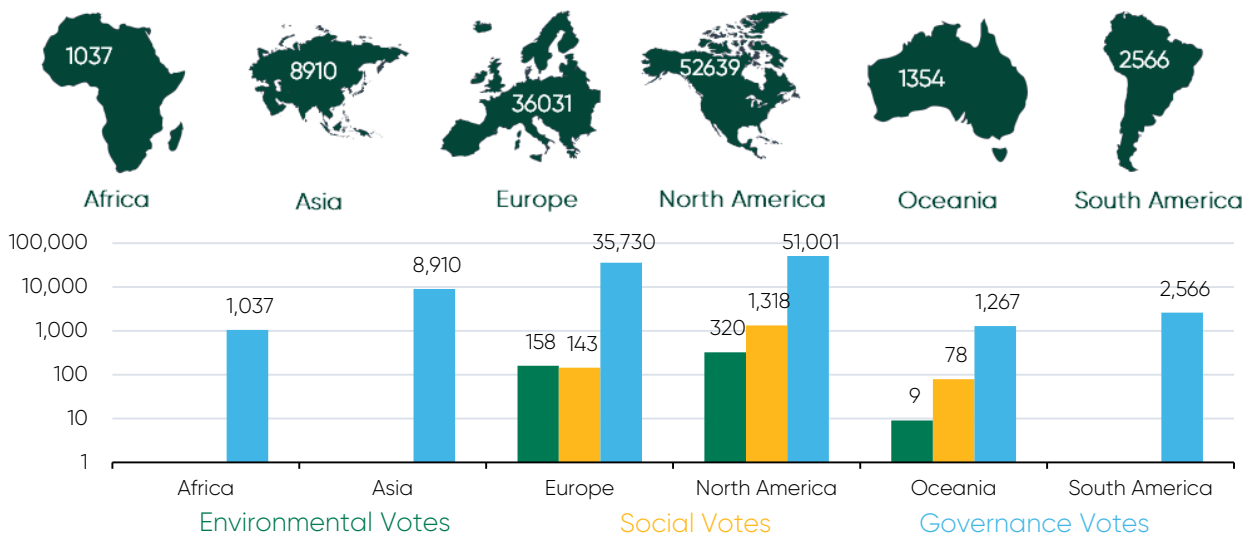 1037
8910
36031
52639
1354
2566
Africa
Asia
Europe
North America
Oceania
South America
100,000
10,000
1,000
100
10
1
1,037
8,910
158
143
35,730
320
1,318
51,001
9
78
1,267
2,566
Africa
Asia
Europe
North America
Oceania
South America
Environmental Votes
Social Votes
Governance Votes